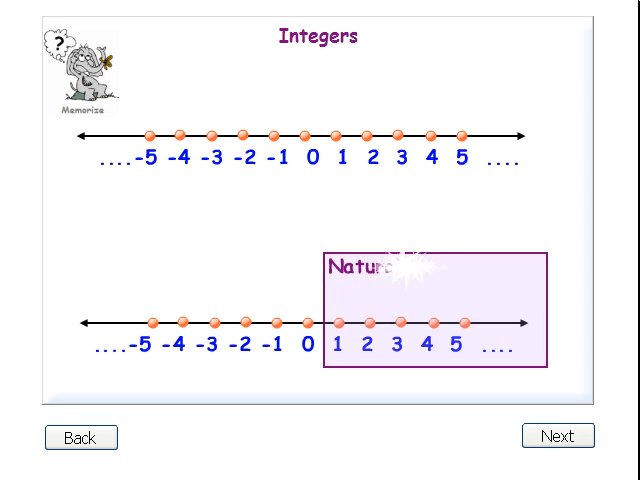 Integers
?
Memorize
....-5 -4 -3 -2 -1 0 1 2 3 4 5 ....
....-5 -4 -3 -2 -1 0 1 2 3 4 5 ....
Back
Next